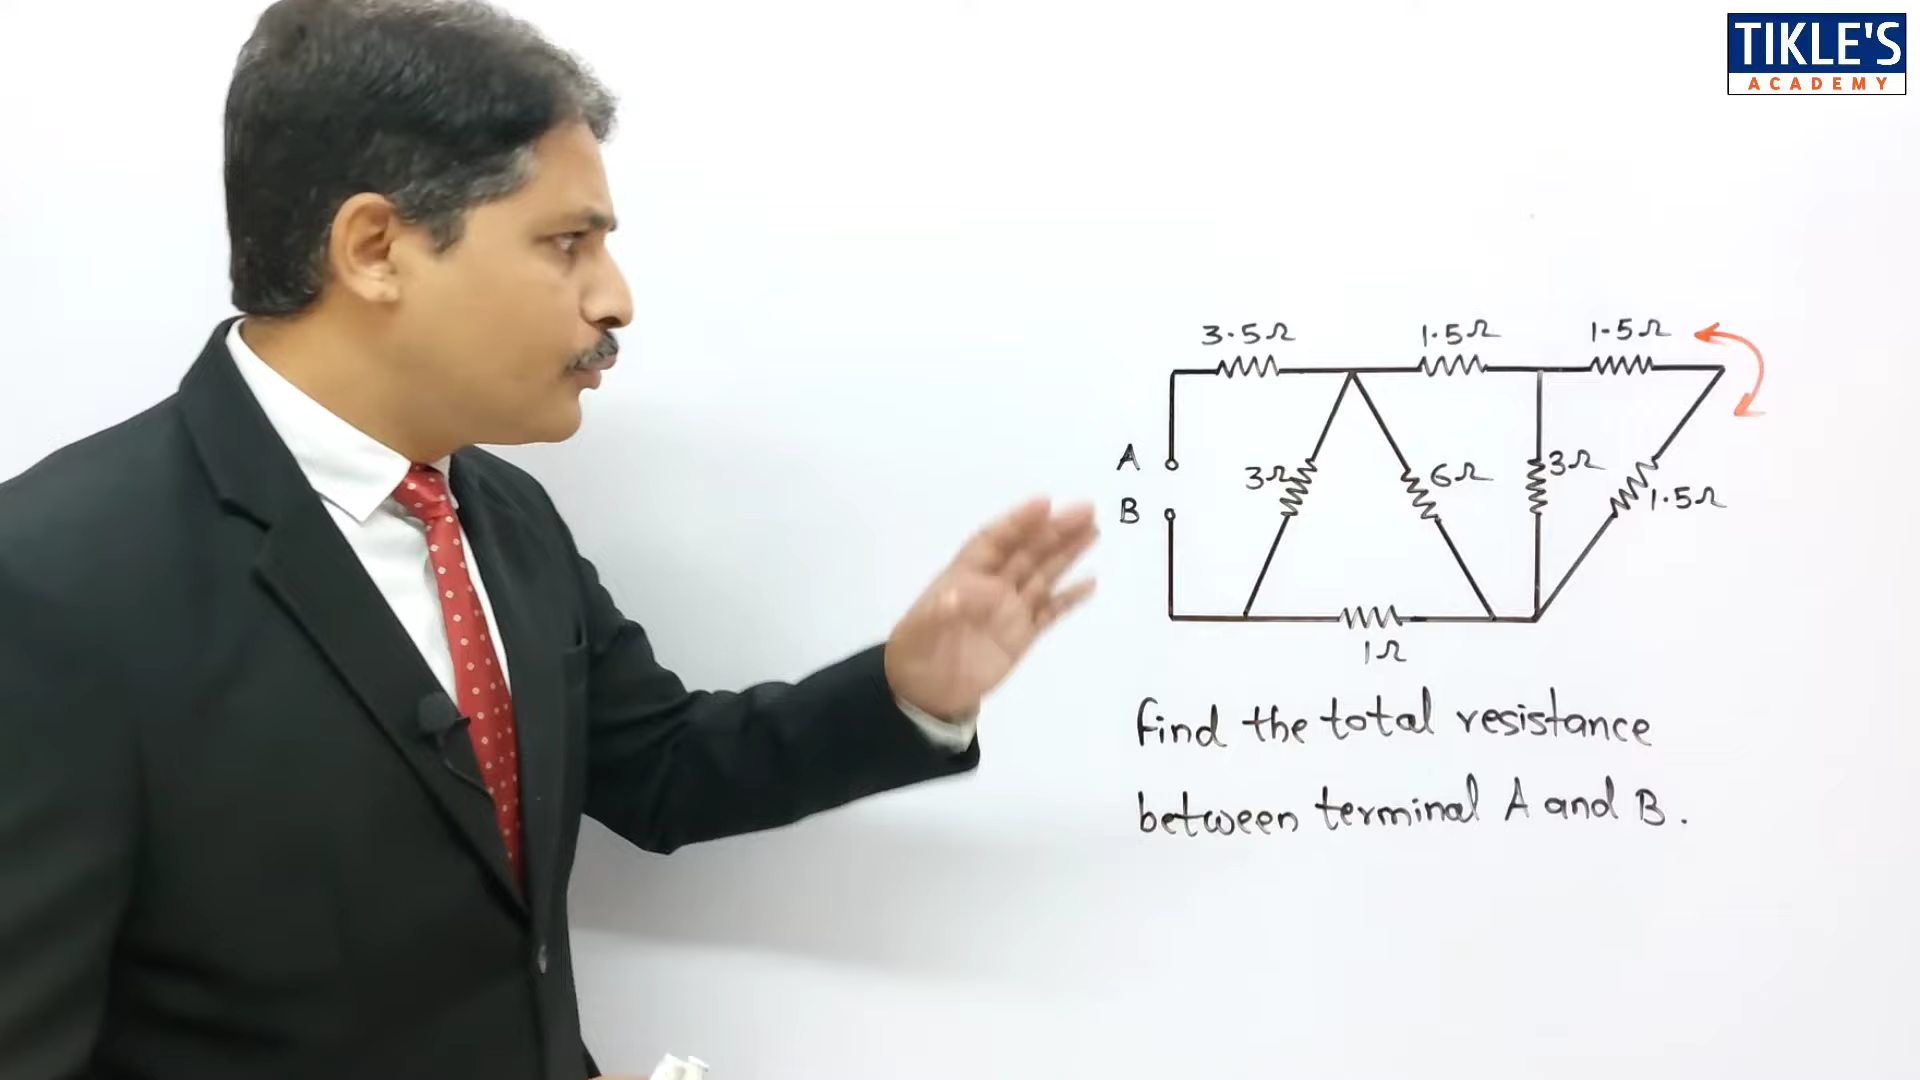 TIKLE'S
ACADEMY
3.5Ω 1.5Ω 1.5Ω
A 3Ω 6Ω 3Ω 1.5Ω
B
1Ω
Find the total resistance
between terminal A and B.